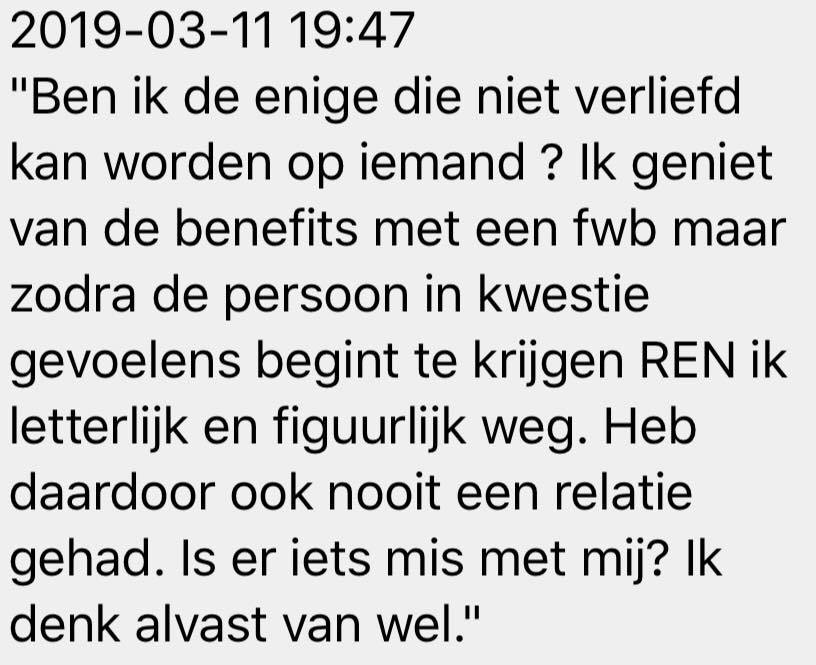 2019-03-11 19:47
"Ben ik de enige die niet verliefd
kan worden op iemand ? Ik geniet
van de benefits met een fwb maar
zodra de persoon in kwestie
gevoelens begint te krijgen REN ik
letterlijk en figuurlijk weg. Heb
daardoor ook nooit een relatie
gehad. Is er iets mis met mij? Ik
denk alvast van wel."